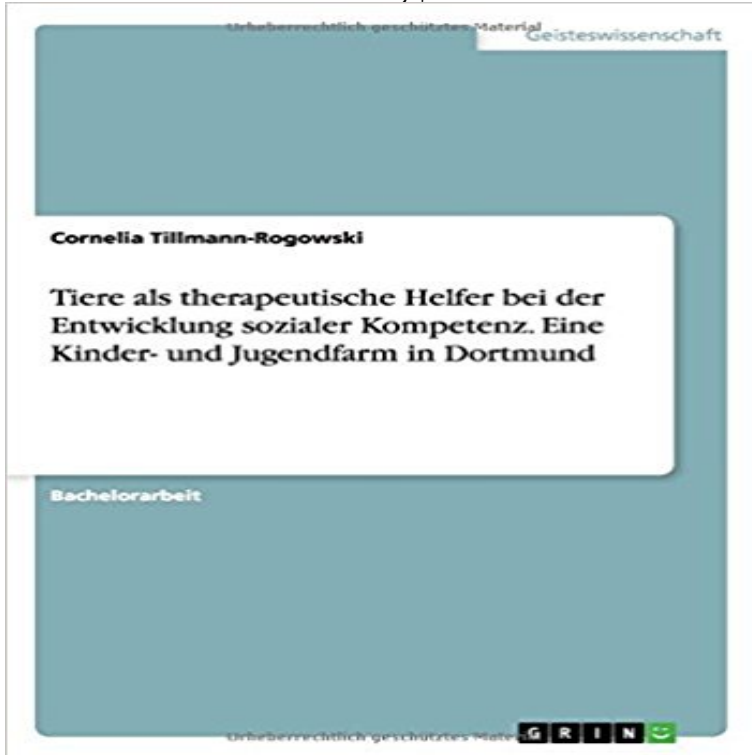 Urheberrechtlich geschütztes Material
Geisteswissenschaft
Cornelia Tillmann-Rogowski
Tiere als therapeutische Helfer bei der
Entwicklung sozialer Kompetenz. Eine
Kinder- und Jugendfarm in Dortmund
Bachelorarbeit
Urheberrechtlich geschütztes Mate
GRIN